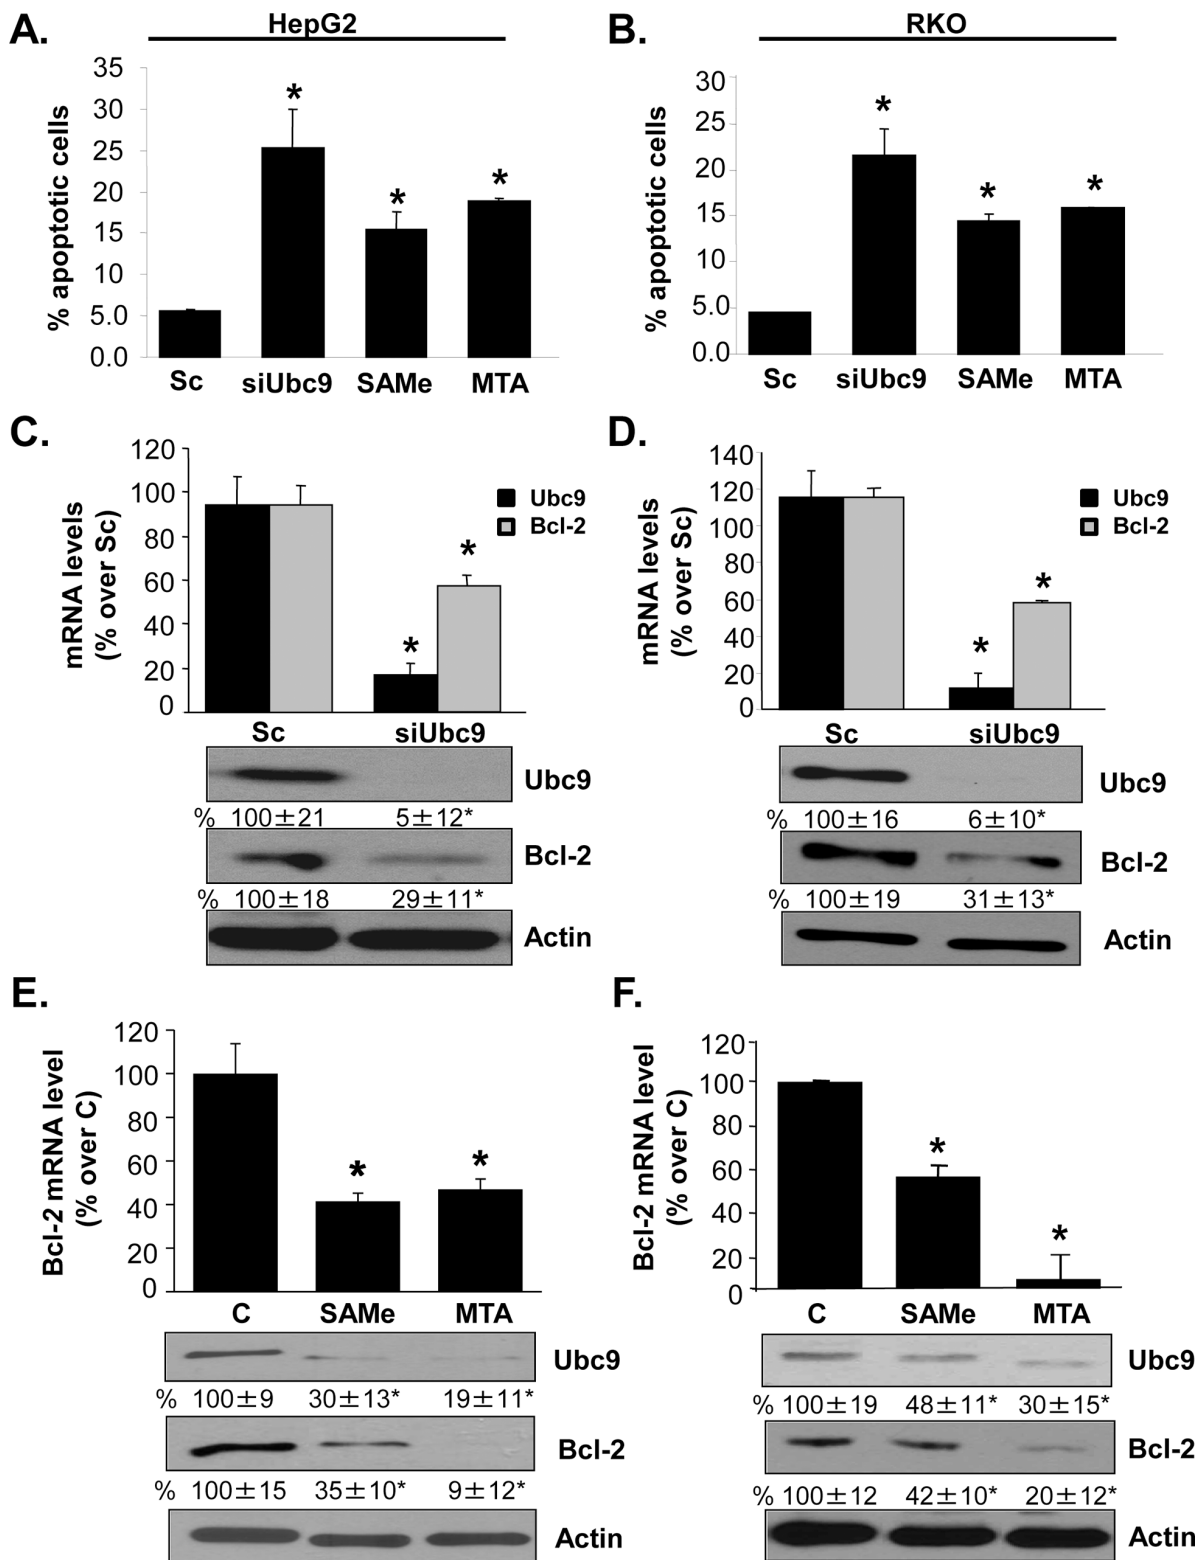 A.
HepG2
35
30
25
20
15
10
5.0
0.0
% apoptotic cells
*
*
*
Sc siUbc9 SAMe MTA
B.
RKO
30
25
20
15
10
5.0
0.0
% apoptotic cells
*
*
*
Sc siUbc9 SAMe MTA
C.
120
100
80
60
40
20
0
mRNA levels
(% over Sc)
Ubc9
Bcl-2
*
*
Sc siUbc9
Ubc9
% 100±21 5±12*
Bcl-2
% 100±18 29±11*
Actin
D.
140
120
100
80
60
40
20
0
mRNA levels
(% over Sc)
Ubc9
Bcl-2
*
*
Sc siUbc9
Ubc9
% 100±16 6±10*
Bcl-2
% 100±19 31±13*
Actin
E.
120
100
80
60
40
20
0
Bcl-2 mRNA level
(% over C)
*
*
C SAMe MTA
Ubc9
% 100±9 30±13* 19±11*
Bcl-2
% 100±15 35±10* 9±12*
Actin
F.
120
100
80
60
40
20
0
Bcl-2 mRNA level
(% over C)
*
*
C SAMe MTA
Ubc9
% 100±19 48±11* 30±15*
Bcl-2
% 100±12 42±10* 20±12*
Actin